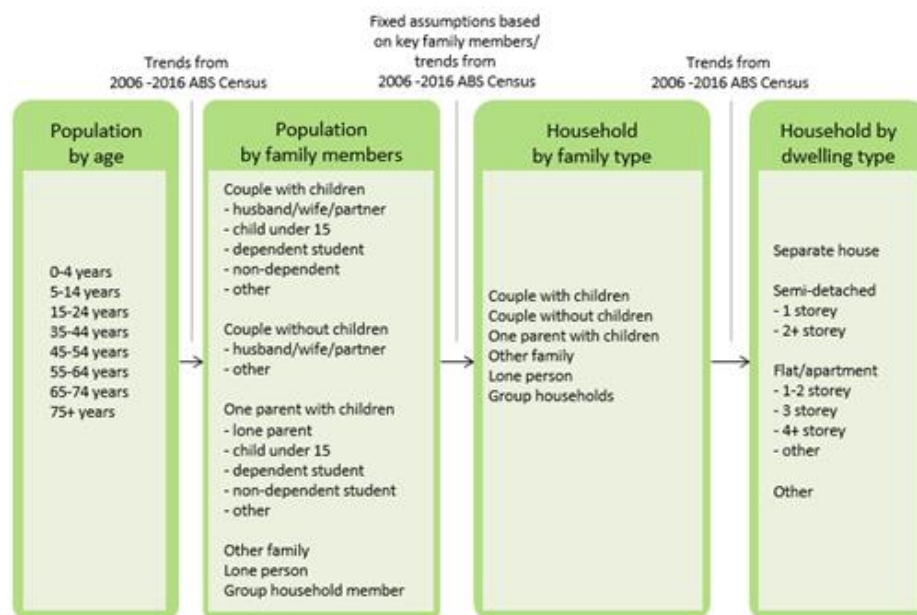 Trends from
2006 -2016 ABS Census
Fixed assumptions based
on key family members/
trends from
2006 -2016 ABS Census
Trends from
2006 -2016 ABS Census
Population
by age
0-4 years
5-14 years
15-24 years
35-44 years
45-54 years
55-64 years
65-74 years
75+ years
Population
by family members
Couple with children
- husband/wife/partner
- child under 15
- dependent student
- non-dependent
- other
Couple without children
- husband/wife/partner
- other
One parent with children
- lone parent
- child under 15
- dependent student
- non-dependent student
- other
Other family
Lone person
Group household member
Household
by family type
Couple with children
Couple without children
One parent with children
Other family
Lone person
Group households
Household by
dwelling type
Separate house
Semi-detached
- 1 storey
- 2+ storey
Flat/apartment
- 1-2 storey
- 3 storey
- 4+ storey
- other
Other